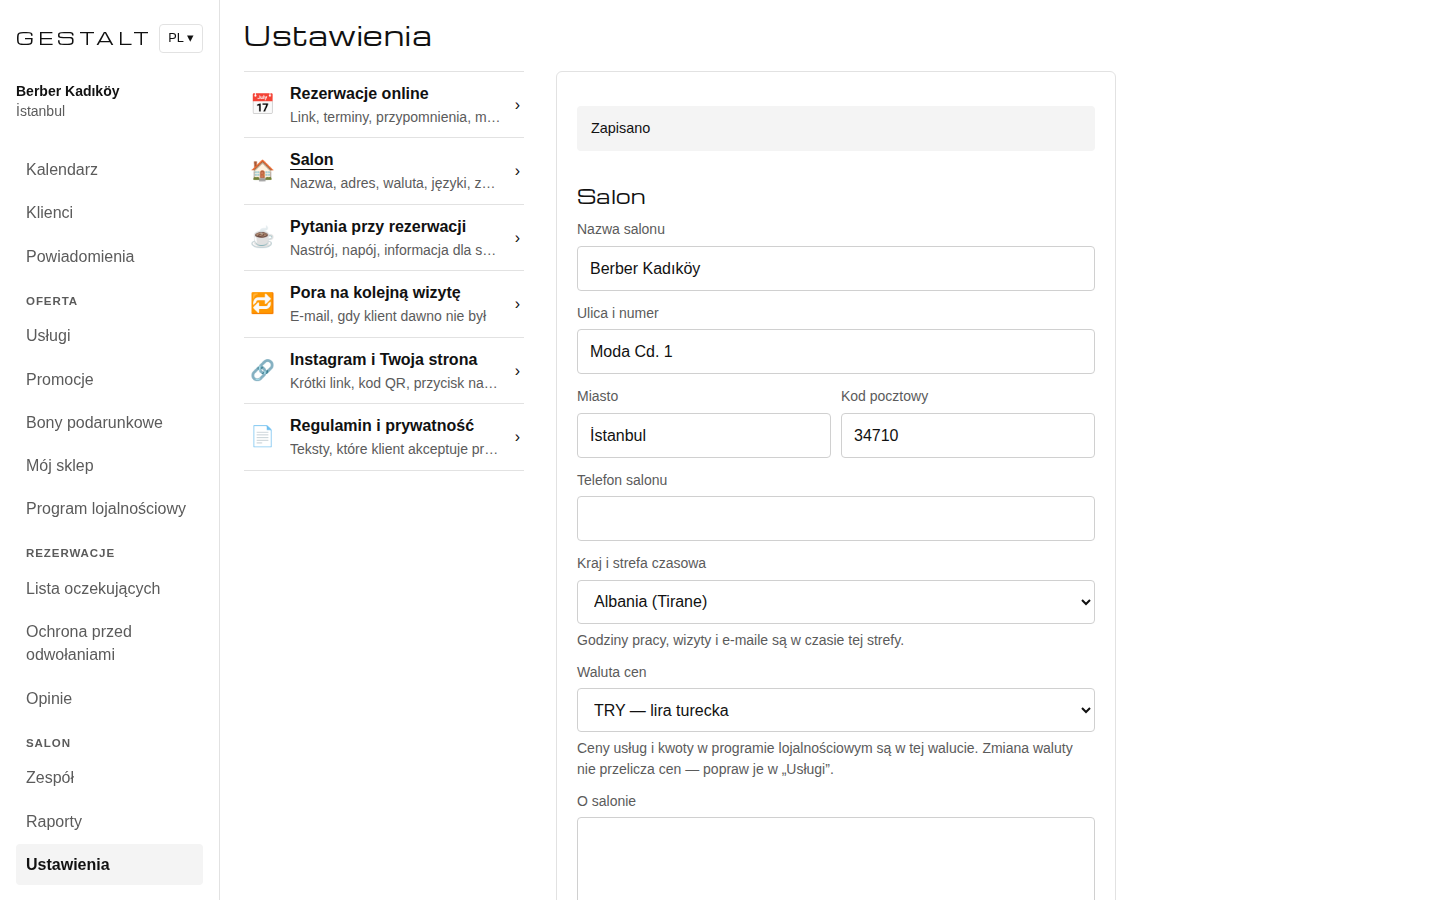 GESTALT
PL ▾
Berber Kadıköy
İstanbul
Kalendarz
Klienci
Powiadomienia
OFERTA
Usługi
Promocje
Bony podarunkowe
Mój sklep
Program lojalnościowy
REZERWACJE
Lista oczekujących
Ochrona przed
odwołaniami
Opinie
SALON
Zespół
Raporty
Ustawienia
Ustawienia
Rezerwacje online
Link, terminy, przypomnienia, m…
Salon
Nazwa, adres, waluta, języki, z…
Pytania przy rezerwacji
Nastrój, napój, informacja dla s…
Pora na kolejną wizytę
E-mail, gdy klient dawno nie był
Instagram i Twoja strona
Krótki link, kod QR, przycisk na…
Regulamin i prywatność
Teksty, które klient akceptuje pr…
Zapisano
Salon
Nazwa salonu
Berber Kadıköy
Ulica i numer
Moda Cd. 1
Miasto
Kod pocztowy
İstanbul
34710
Telefon salonu
Kraj i strefa czasowa
Albania (Tirane)
Godziny pracy, wizyty i e-maile są w czasie tej strefy.
Waluta cen
TRY — lira turecka
Ceny usług i kwoty w programie lojalnościowym są w tej walucie. Zmiana waluty
nie przelicza cen — popraw je w „Usługi”.
O salonie